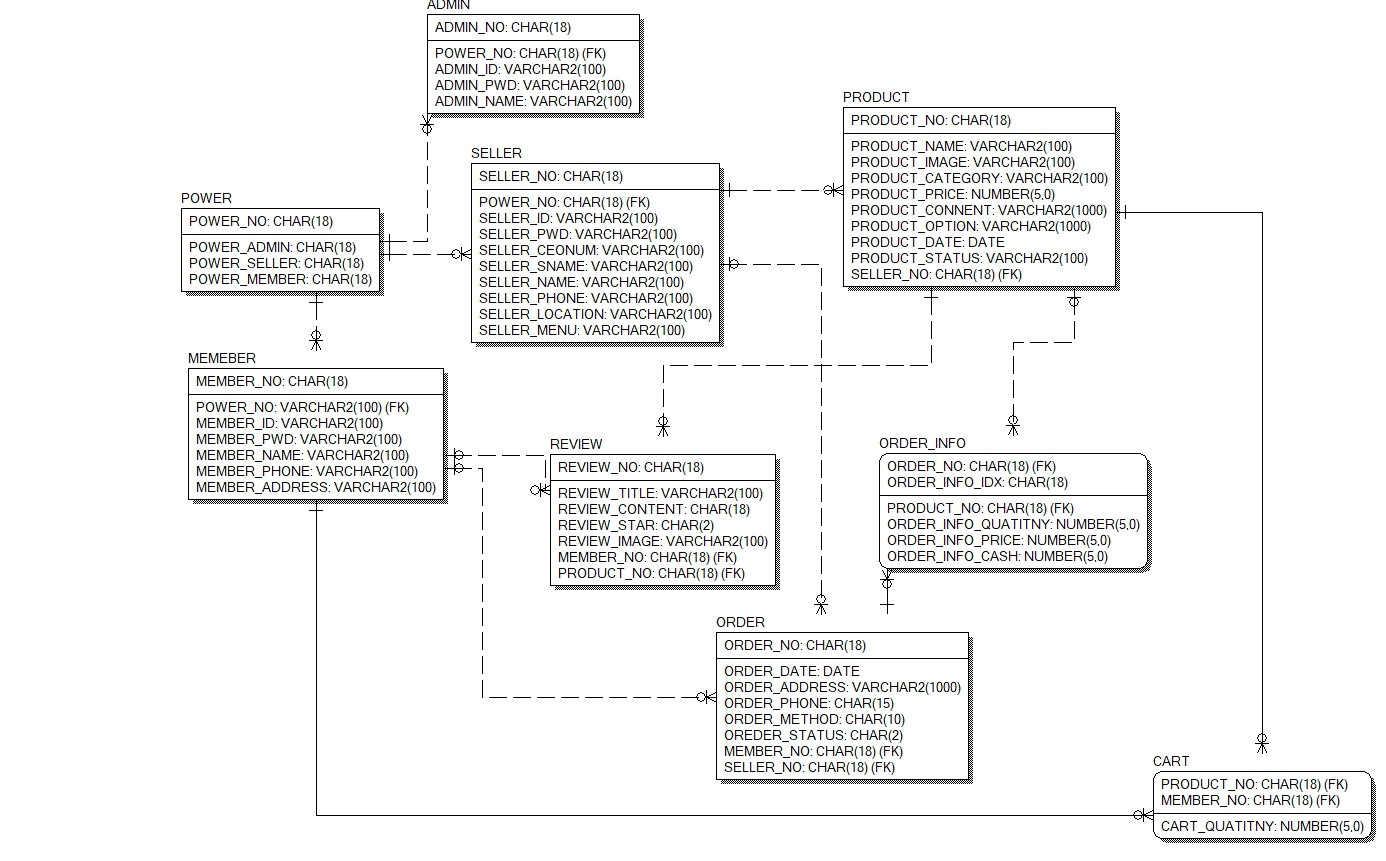 ADMIN
ADMIN_NO: CHAR(18)
POWER_NO: CHAR(18) (FK)
ADMIN_ID: VARCHAR2(100)
ADMIN_PWD: VARCHAR2(100)
ADMIN_NAME: VARCHAR2(100)
PRODUCT
PRODUCT_NO: CHAR(18)
PRODUCT_NAME: VARCHAR2(100)
PRODUCT_IMAGE: VARCHAR2(100)
PRODUCT_CATEGORY: VARCHAR2(100)
PRODUCT_PRICE: NUMBER(5,0)
PRODUCT_CONNENT: VARCHAR2(1000)
PRODUCT_OPTION: VARCHAR2(1000)
PRODUCT_DATE: DATE
PRODUCT_STATUS: VARCHAR2(100)
SELLER_NO: CHAR(18) (FK)
SELLER
SELLER_NO: CHAR(18)
POWER_NO: CHAR(18) (FK)
SELLER_ID: VARCHAR2(100)
SELLER_PWD: VARCHAR2(100)
SELLER_CEONUM: VARCHAR2(100)
SELLER_SNAME: VARCHAR2(100)
SELLER_NAME: VARCHAR2(100)
SELLER_PHONE: VARCHAR2(100)
SELLER_LOCATION: VARCHAR2(100)
SELLER_MENU: VARCHAR2(100)
POWER
POWER_NO: CHAR(18)
POWER_ADMIN: CHAR(18)
POWER_SELLER: CHAR(18)
POWER_MEMBER: CHAR(18)
MEMEBER
MEMBER_NO: CHAR(18)
POWER_NO: VARCHAR2(100) (FK)
MEMBER_ID: VARCHAR2(100)
MEMBER_PWD: VARCHAR2(100)
MEMBER_NAME: VARCHAR2(100)
MEMBER_PHONE: VARCHAR2(100)
MEMBER_ADDRESS: VARCHAR2(100)
REVIEW
REVIEW_NO: CHAR(18)
REVIEW_TITLE: VARCHAR2(100)
REVIEW_CONTENT: CHAR(18)
REVIEW_STAR: CHAR(2)
REVIEW_IMAGE: VARCHAR2(100)
MEMBER_NO: CHAR(18) (FK)
PRODUCT_NO: CHAR(18) (FK)
ORDER_INFO
ORDER_NO: CHAR(18) (FK)
ORDER_INFO_IDX: CHAR(18)
PRODUCT_NO: CHAR(18) (FK)
ORDER_INFO_QUATITNY: NUMBER(5,0)
ORDER_INFO_PRICE: NUMBER(5,0)
ORDER_INFO_CASH: NUMBER(5,0)
ORDER
ORDER_NO: CHAR(18)
ORDER_DATE: DATE
ORDER_ADDRESS: VARCHAR2(1000)
ORDER_PHONE: CHAR(15)
ORDER_METHOD: CHAR(10)
OREDER_STATUS: CHAR(2)
MEMBER_NO: CHAR(18) (FK)
SELLER_NO: CHAR(18) (FK)
CART
PRODUCT_NO: CHAR(18) (FK)
MEMBER_NO: CHAR(18) (FK)
CART_QUATITNY: NUMBER(5,0)